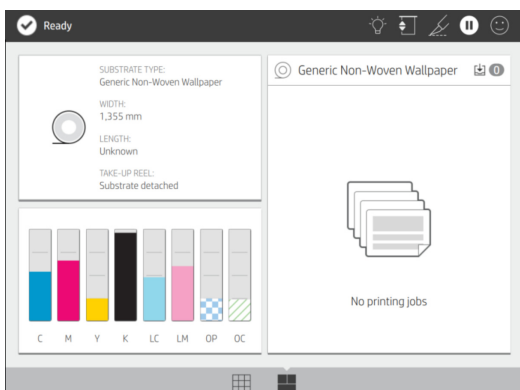 Ready
SUBSTRATE TYPE:
Generic Non-Woven Wallpaper
WIDTH:
1,355 mm
LENGTH:
Unknown
TAKE-UP REEL:
Substrate detached
Generic Non-Woven Wallpaper 0
No printing jobs
C M Y K LC LM OP OC